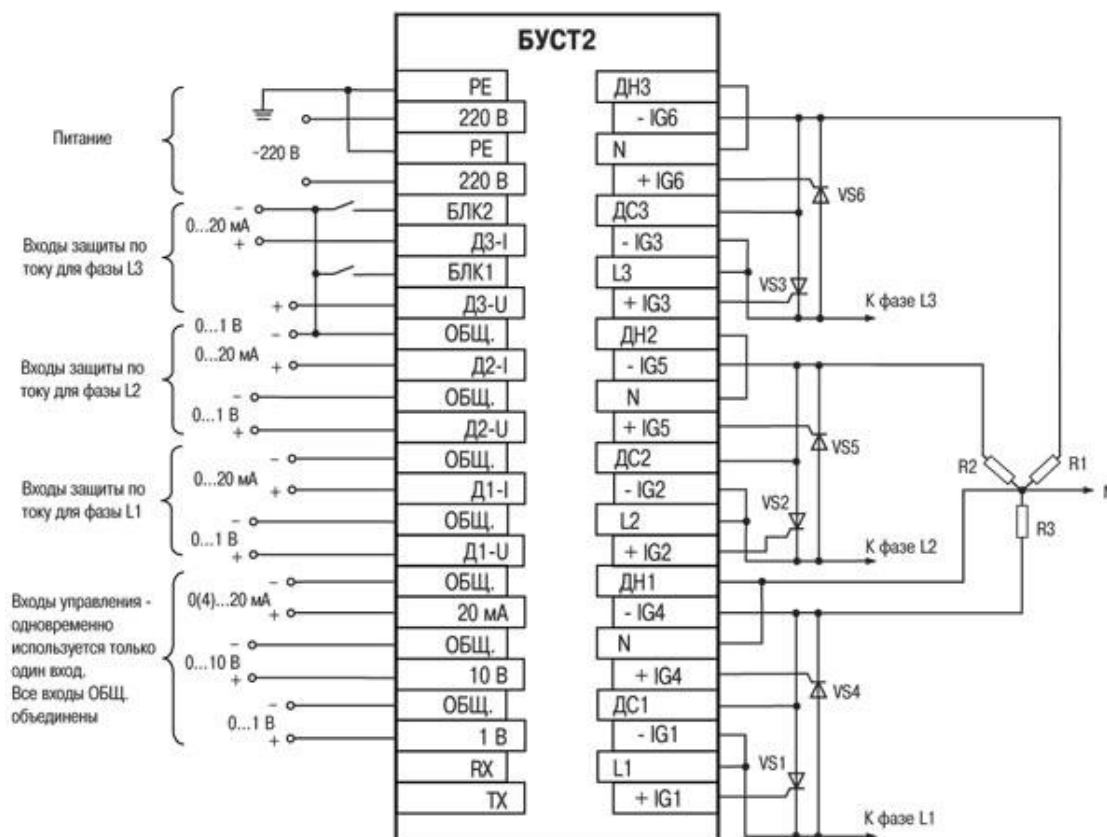 БУСТ2
Питание
~220 В
Входы защиты по
току для фазы L3
0...20 мА
–
+
+
Входы защиты по
току для фазы L2
0...1 В
–
0...20 мА
+
0...1 В
–
+
Входы защиты по
току для фазы L1
0...20 мА
–
+
0...1 В
–
+
Входы управления -
одновременно
используется только
один вход.
Все входы ОБЩ.
объединены
0(4)...20 мА
–
+
0...10 В
–
+
0...1 В
–
+
PE
220 В
PE
220 В
БЛК2
Д3-I
БЛК1
Д3-U
ОБЩ.
Д2-I
ОБЩ.
Д2-U
ОБЩ.
Д1-I
ОБЩ.
Д1-U
ОБЩ.
20 мА
ОБЩ.
10 В
ОБЩ.
1 В
RX
TX
ДН3
- IG6
N
+ IG6
ДС3
- IG3
L3
+ IG3
ДН2
- IG5
N
+ IG5
ДС2
- IG2
L2
+ IG2
ДН1
- IG4
N
+ IG4
ДС1
- IG1
L1
+ IG1
VS6
VS3
К фазе L3
VS5
VS2
К фазе L2
R2
R1
R3
VS4
VS1
К фазе L1